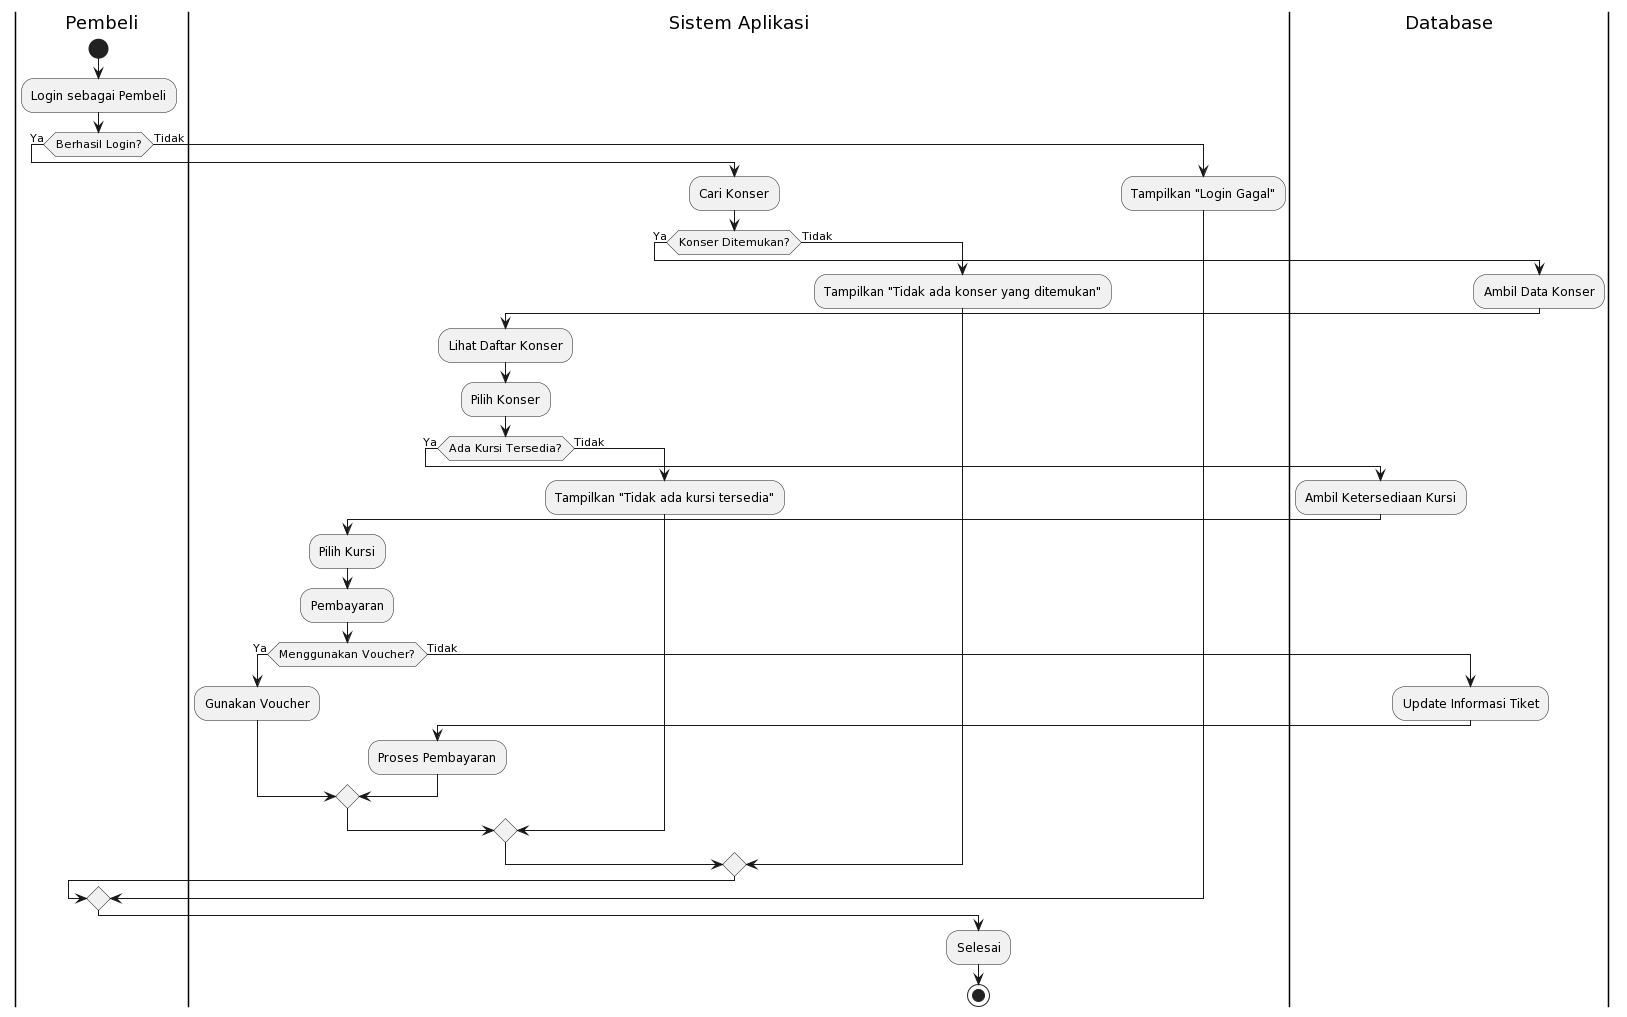 Pembeli
Sistem Aplikasi
Database
Login sebagai Pembeli
Ya
Berhasil Login?
Tidak
Cari Konser
Tampilkan "Login Gagal"
Ya
Konser Ditemukan?
Tidak
Tampilkan "Tidak ada konser yang ditemukan"
Ambil Data Konser
Lihat Daftar Konser
Pilih Konser
Ya
Ada Kursi Tersedia?
Tidak
Tampilkan "Tidak ada kursi tersedia"
Ambil Ketersediaan Kursi
Pilih Kursi
Pembayaran
Ya
Menggunakan Voucher?
Tidak
Gunakan Voucher
Update Informasi Tiket
Proses Pembayaran
Selesai